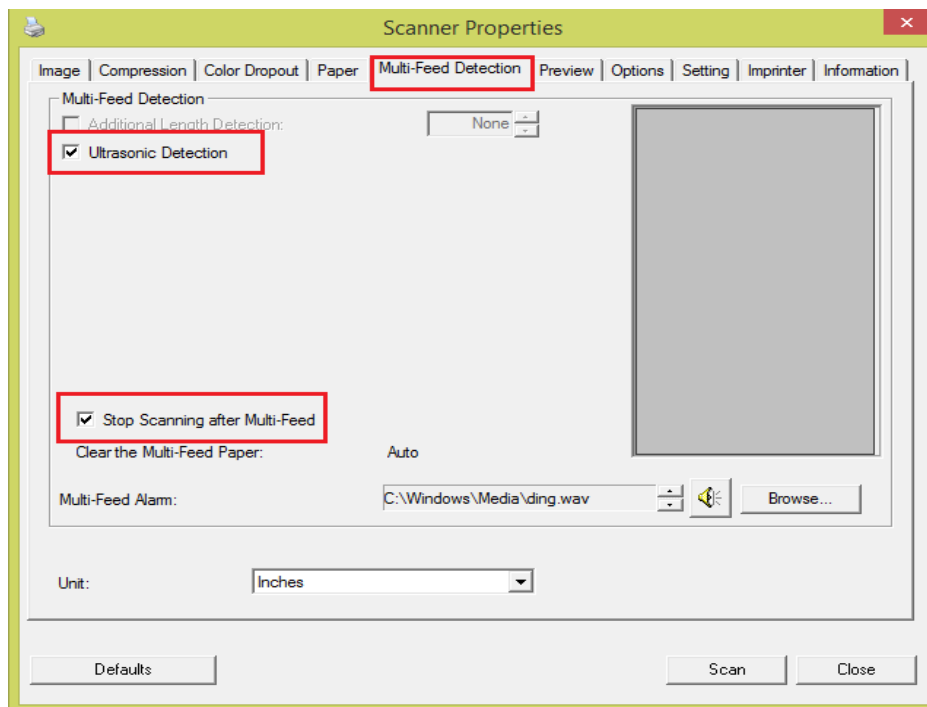 Scanner Properties
Image Compression Color Dropout Paper Multi-Feed Detection Preview Options Setting Imprinter Information
Multi-Feed Detection
Additional Length Detection: None
Ultrasonic Detection
Stop Scanning after Multi-Feed
Clear the Multi-Feed Paper: Auto
Multi-Feed Alarm: C:\Windows\Media\ding.wav Browse...
Unit: Inches
Defaults Scan Close